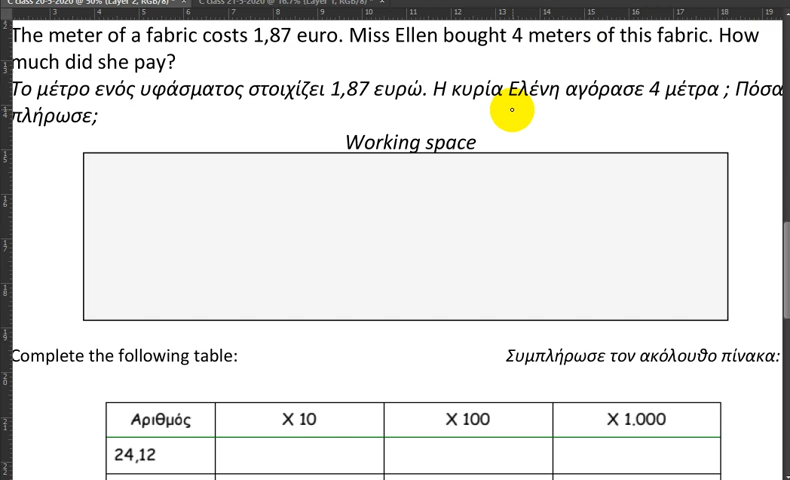 The meter of a fabric costs 1,87 euro. Miss Ellen bought 4 meters of this fabric. How
much did she pay?
Το μέτρο ενός υφάσματος στοιχίζει 1,87 ευρώ. Η κυρία Ελένη αγόρασε 4 μέτρα ; Πόσα
πλήρωσε;
Working space
Complete the following table: Συμπλήρωσε τον ακόλουθο πίνακα:
Αριθμός X 10 X 100 X 1.000
24,12